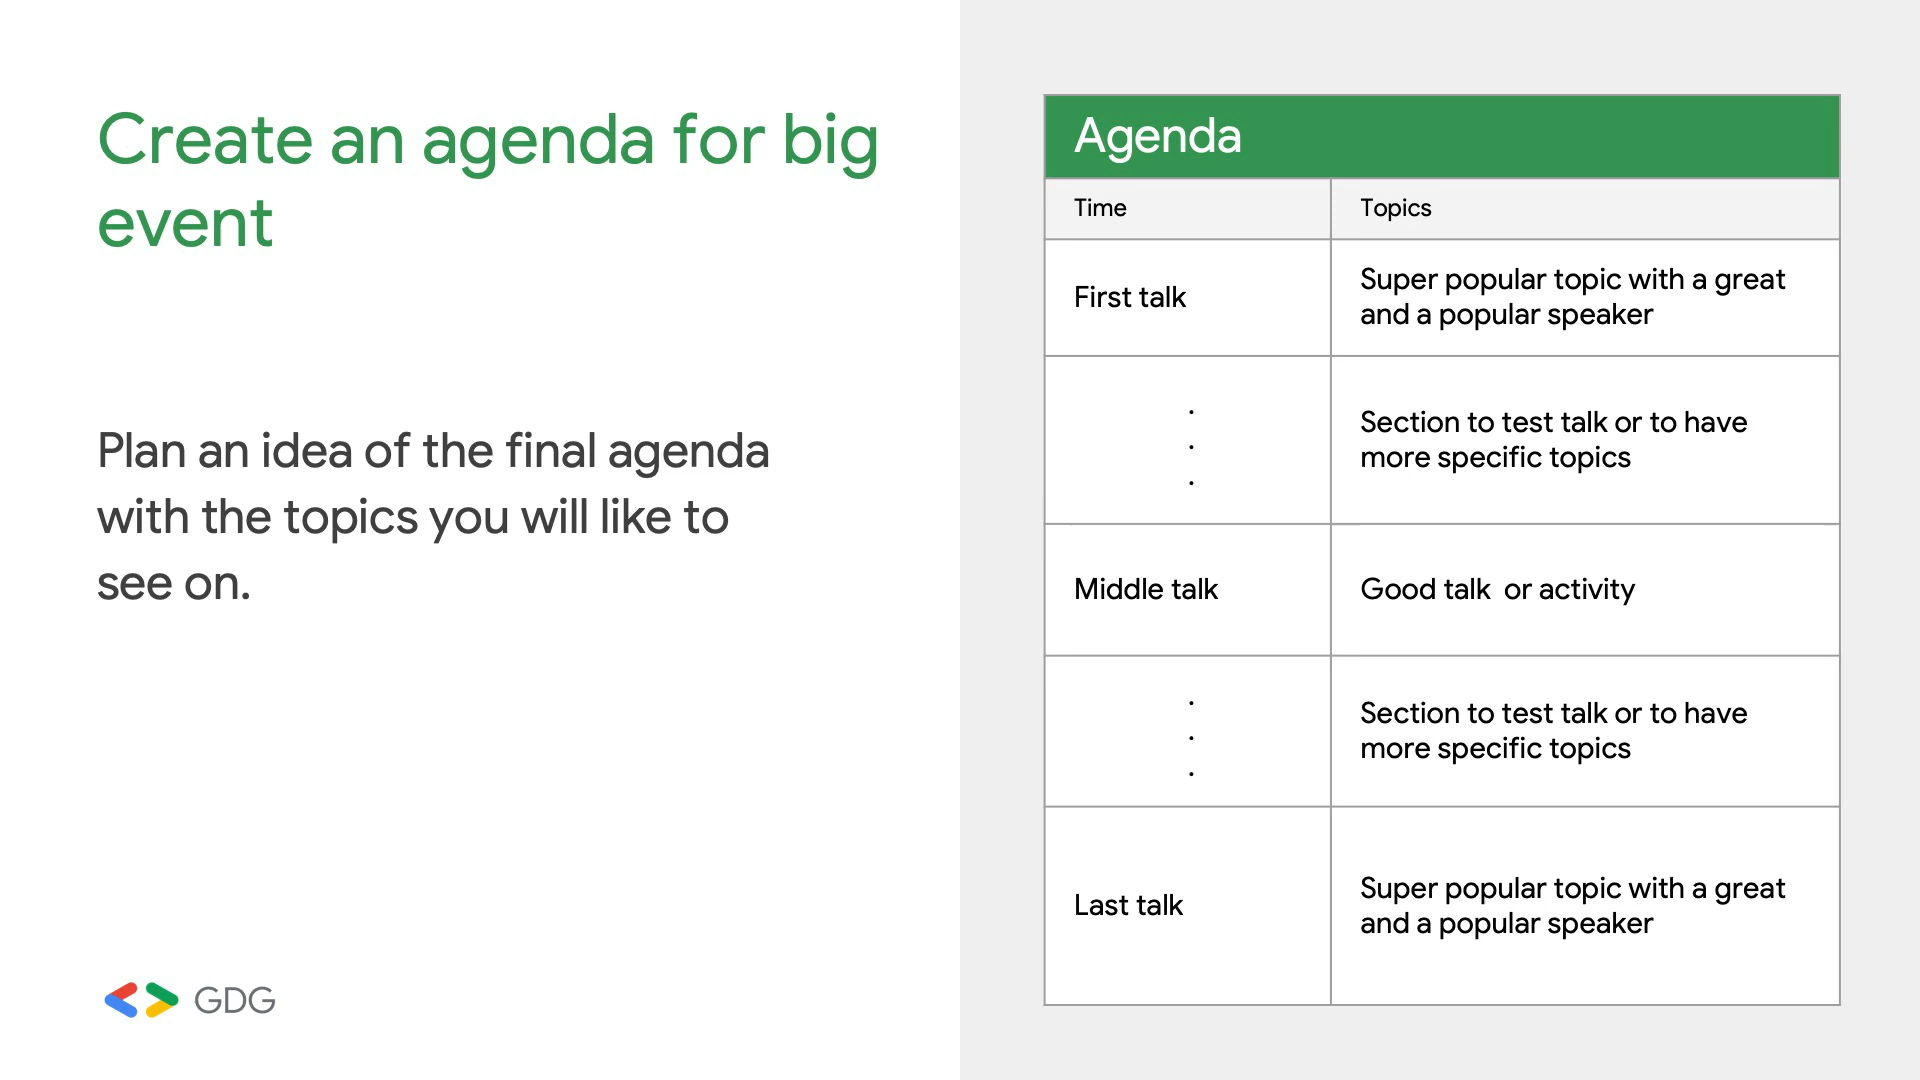 Create an agenda for big
event
Plan an idea of the final agenda
with the topics you will like to
see on.
GDG
Agenda
Time
Topics
First talk
Super popular topic with a great
and a popular speaker
.
.
.
Section to test talk or to have
more specific topics
Middle talk
Good talk  or activity
.
.
.
Section to test talk or to have
more specific topics
Last talk
Super popular topic with a great
and a popular speaker